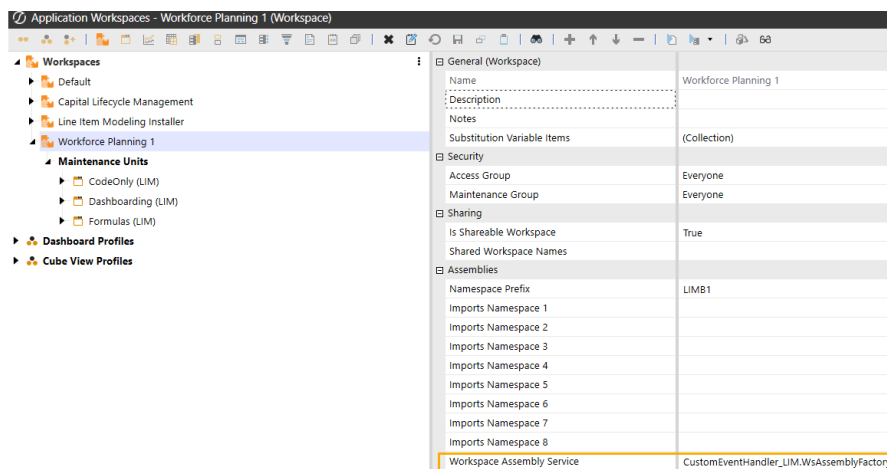 Application Workspaces - Workforce Planning 1 (Workspace)
Workspaces
Default
Capital Lifecycle Management
Line Item Modeling Installer
Workforce Planning 1
Maintenance Units
CodeOnly (LIM)
Dashboarding (LIM)
Formulas (LIM)
Dashboard Profiles
Cube View Profiles
General (Workspace)
Name Workforce Planning 1
Description
Notes
Substitution Variable Items (Collection)
Security
Access Group Everyone
Maintenance Group Everyone
Sharing
Is Shareable Workspace True
Shared Workspace Names
Assemblies
Namespace Prefix LIMB1
Imports Namespace 1
Imports Namespace 2
Imports Namespace 3
Imports Namespace 4
Imports Namespace 5
Imports Namespace 6
Imports Namespace 7
Imports Namespace 8
Workspace Assembly Service CustomEventHandler_LIM.WsAssemblyFactory